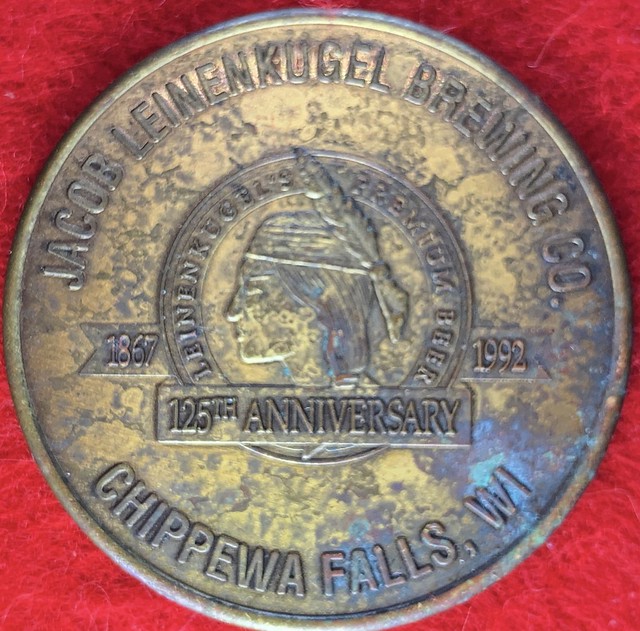 JACOB LEINENKUGEL BREWING CO.
LEINENKUGEL'S PREMIUM BEER
1867
1992
125TH ANNIVERSARY
CHIPPEWA FALLS, WI